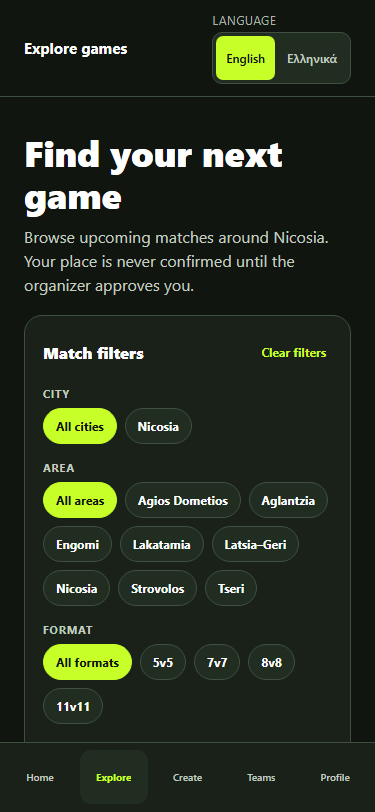 LANGUAGE
Explore games
English Ελληνικά
Find your next
game
Browse upcoming matches around Nicosia.
Your place is never confirmed until the
organizer approves you.
Match filters Clear filters
CITY
All cities Nicosia
AREA
All areas Agios Dometios Aglantzia
Engomi Lakatamia Latsia–Geri
Nicosia Strovolos Tseri
FORMAT
All formats 5v5 7v7 8v8
11v11
Home Explore Create Teams Profile